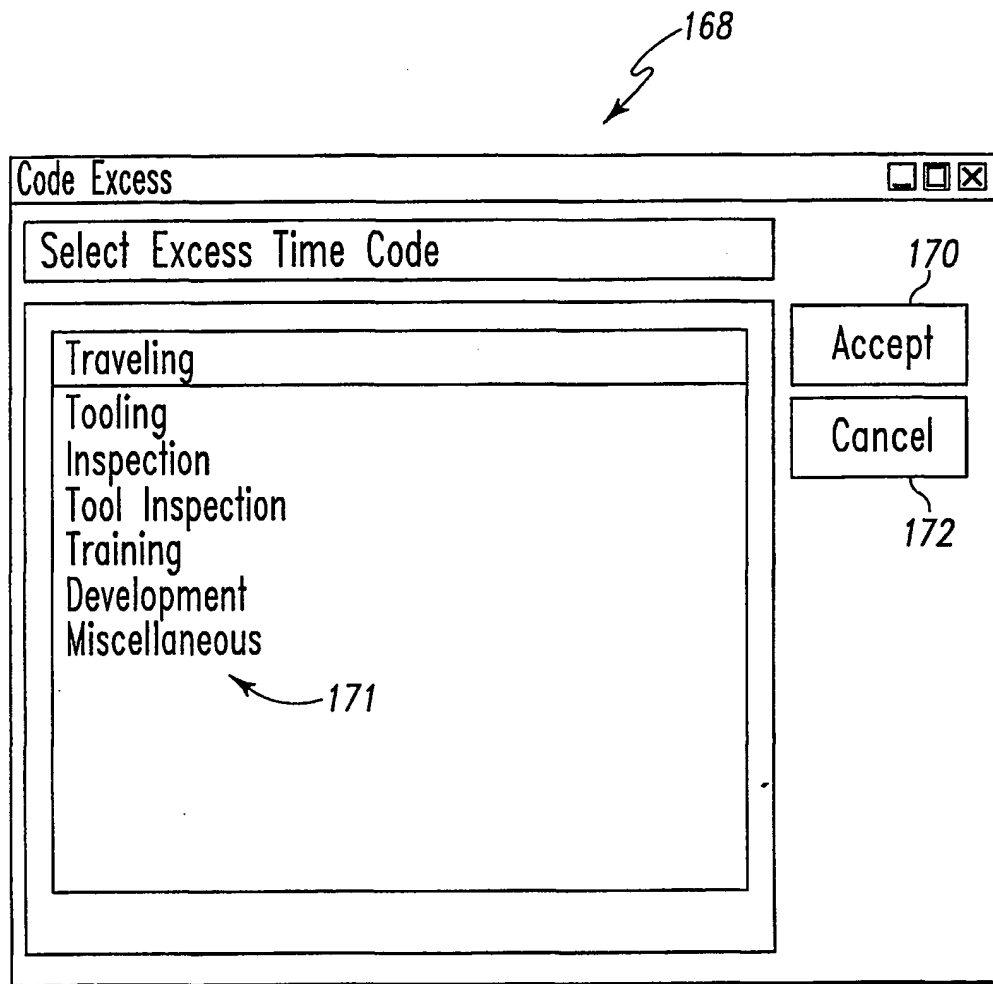 168
Code Excess
Select Excess Time Code
170
Traveling
Accept
Tooling
Inspection
Tool Inspection
Training
Development
Miscellaneous
Cancel
172
171